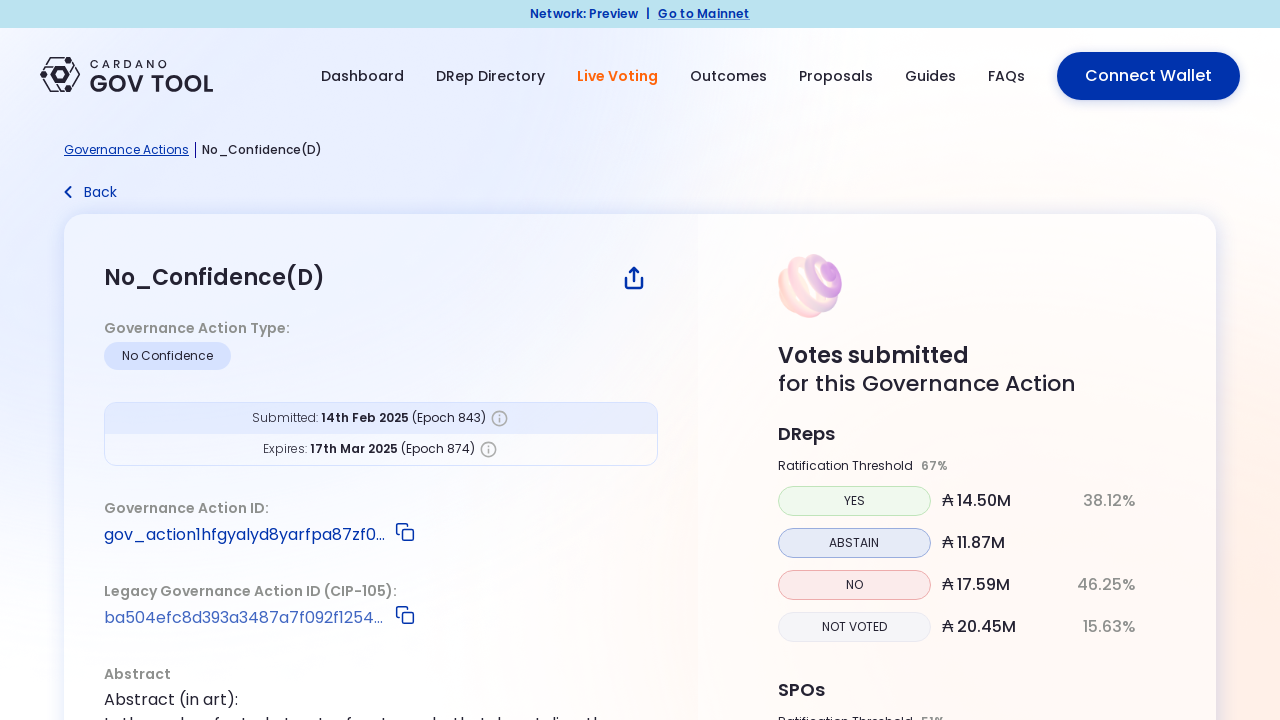 Network: Preview | Go to Mainnet
CARDANO
GOV TOOL
Dashboard
DRep Directory
Live Voting
Outcomes
Proposals
Guides
FAQs
Connect Wallet
Governance Actions | No_Confidence(D)
Back
No_Confidence(D)
Governance Action Type:
No Confidence
Submitted: 14th Feb 2025 (Epoch 843)
Expires: 17th Mar 2025 (Epoch 874)
Governance Action ID:
gov_action1hfgyalyd8yarfpa87zf0...
Legacy Governance Action ID (CIP-105):
ba504efc8d393a3487a7f092f1254...
Abstract
Abstract (in art):
Votes submitted
for this Governance Action
DReps
Ratification Threshold 67%
YES ₳ 14.50M 38.12%
ABSTAIN ₳ 11.87M
NO ₳ 17.59M 46.25%
NOT VOTED ₳ 20.45M 15.63%
SPOs
Ratification Threshold 51%